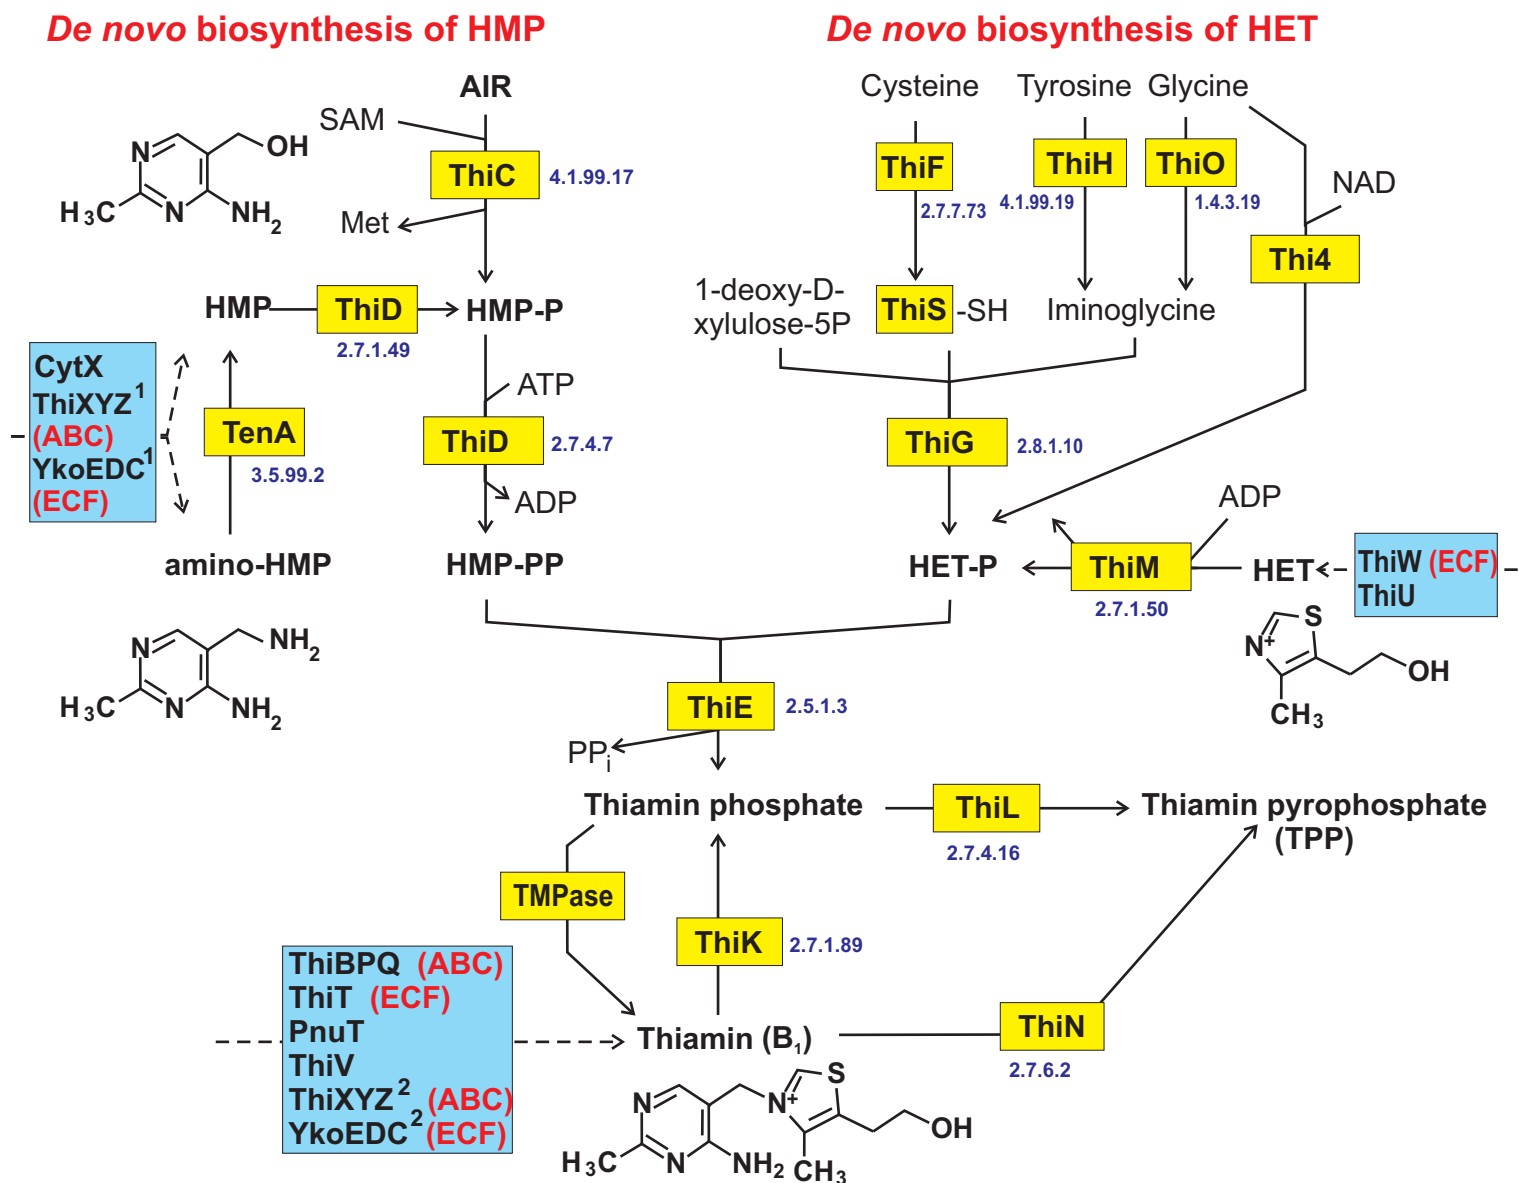 De novo biosynthesis of HMP
De novo biosynthesis of HET
AIR
SAM
ThiC
4.1.99.17
Met
N
OH
H3C
N
NH2
HMP
ThiD
2.7.1.49
HMP-P
CytX
ThiXYZ1
(ABC)
YkoEDC1
(ECF)
TenA
3.5.99.2
ATP
ThiD
2.7.4.7
ADP
amino-HMP
HMP-PP
N
NH2
H3C
N
NH2
Cysteine
Tyrosine
Glycine
ThiF
2.7.7.73
ThiH
4.1.99.19
ThiO
1.4.3.19
NAD
Thi4
1-deoxy-D-
xylulose-5P
ThiS -SH
Iminoglycine
ThiG
2.8.1.10
HET-P
ThiM
2.7.1.50
ADP
HET
ThiW (ECF)
ThiU
S
N+
OH
CH3
ThiE
2.5.1.3
PPi
Thiamin phosphate
ThiL
2.7.4.16
Thiamin pyrophosphate
(TPP)
TMPase
ThiK
2.7.1.89
ThiBPQ (ABC)
ThiT (ECF)
PnuT
ThiV
ThiXYZ2 (ABC)
YkoEDC2 (ECF)
Thiamin (B1)
ThiN
2.7.6.2
S
N
N+
OH
H3C
N
NH2
CH3